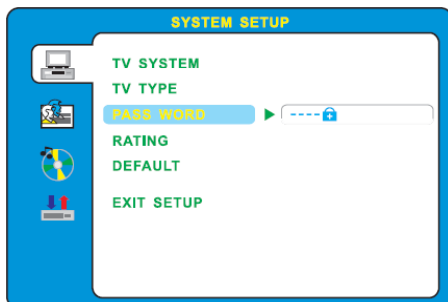 SYSTEM SETUP
TV SYSTEM
TV TYPE
PASS WORD ----
RATING
DEFAULT
EXIT SETUP